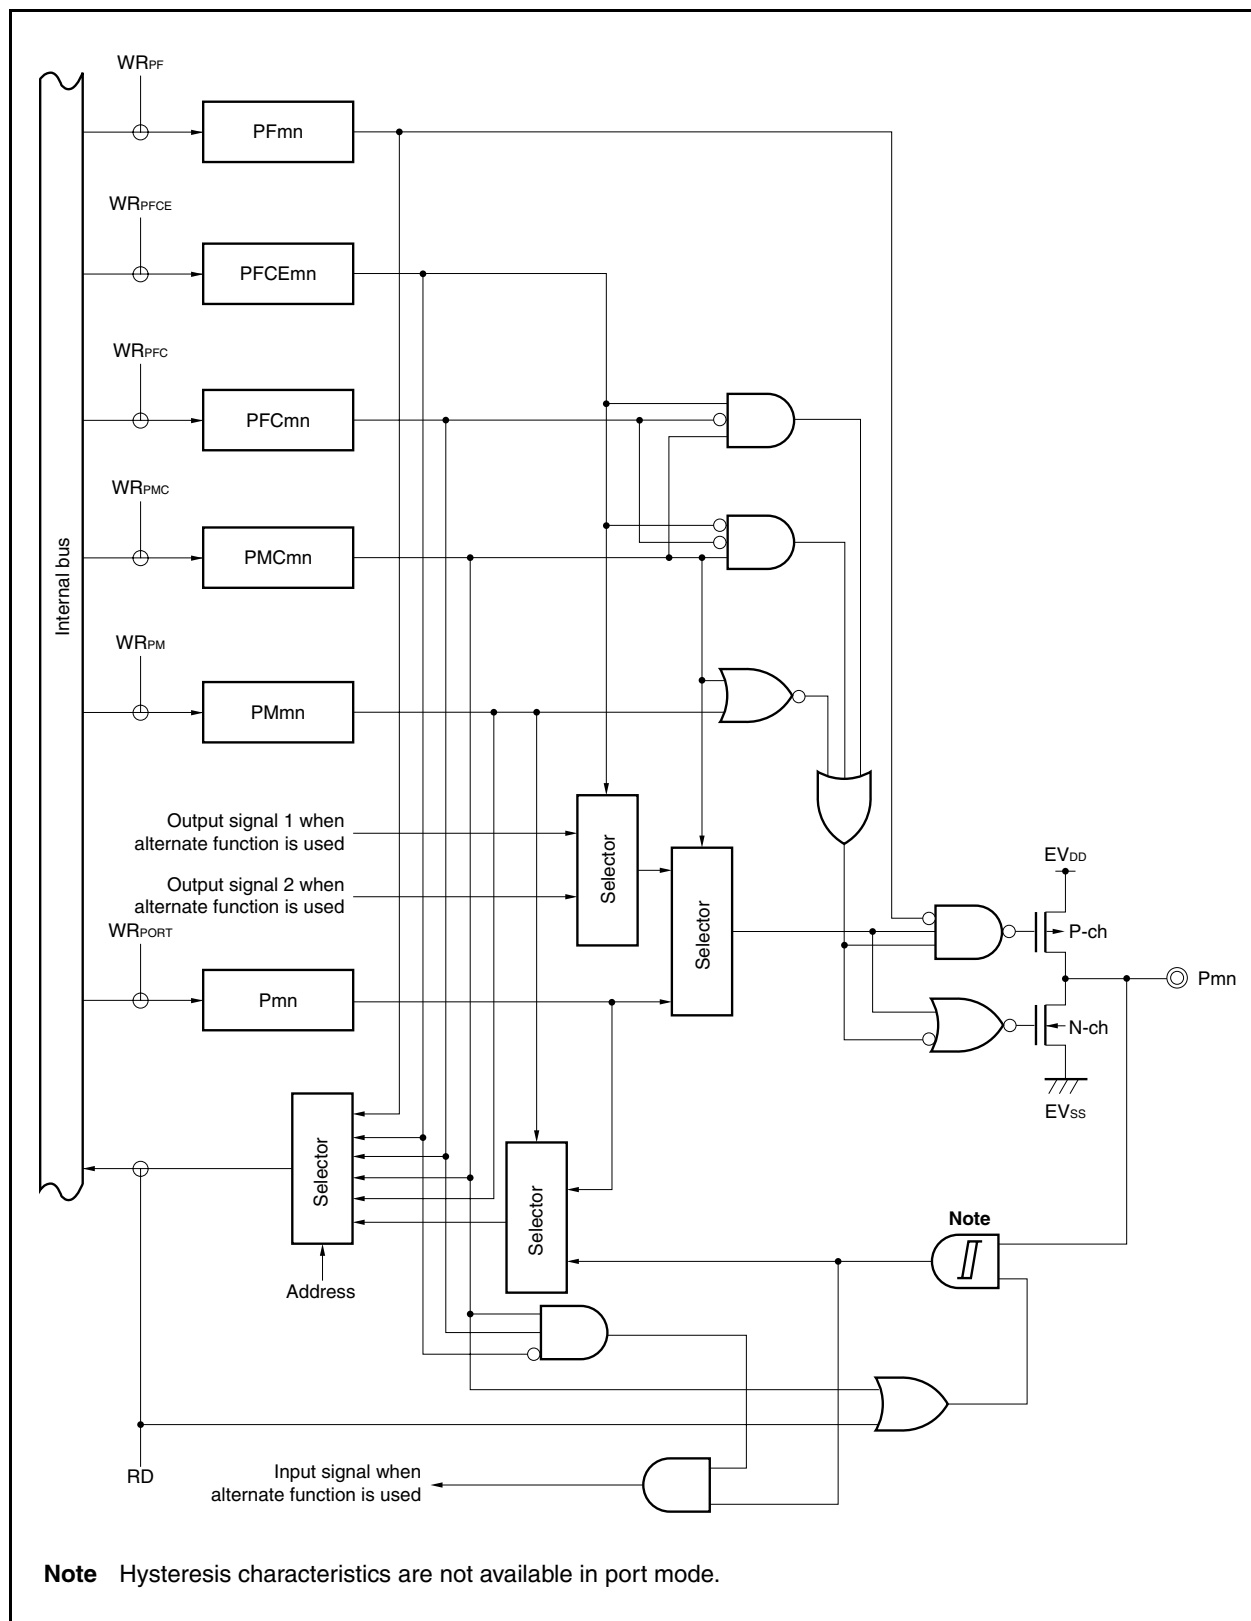 WRPF
PFmn
WRPFCE
PFCEmn
WRPFC
PFCmn
WRPMC
PMCmn
Internal bus
WRPM
PMmn
Output signal 1 when
alternate function is used
Selector
Output signal 2 when
alternate function is used
Selector
EVDD
P-ch
WRPORT
Pmn
Pmn
N-ch
EVSS
Selector
Selector
Note
Address
RD
Input signal when
alternate function is used
Note Hysteresis characteristics are not available in port mode.